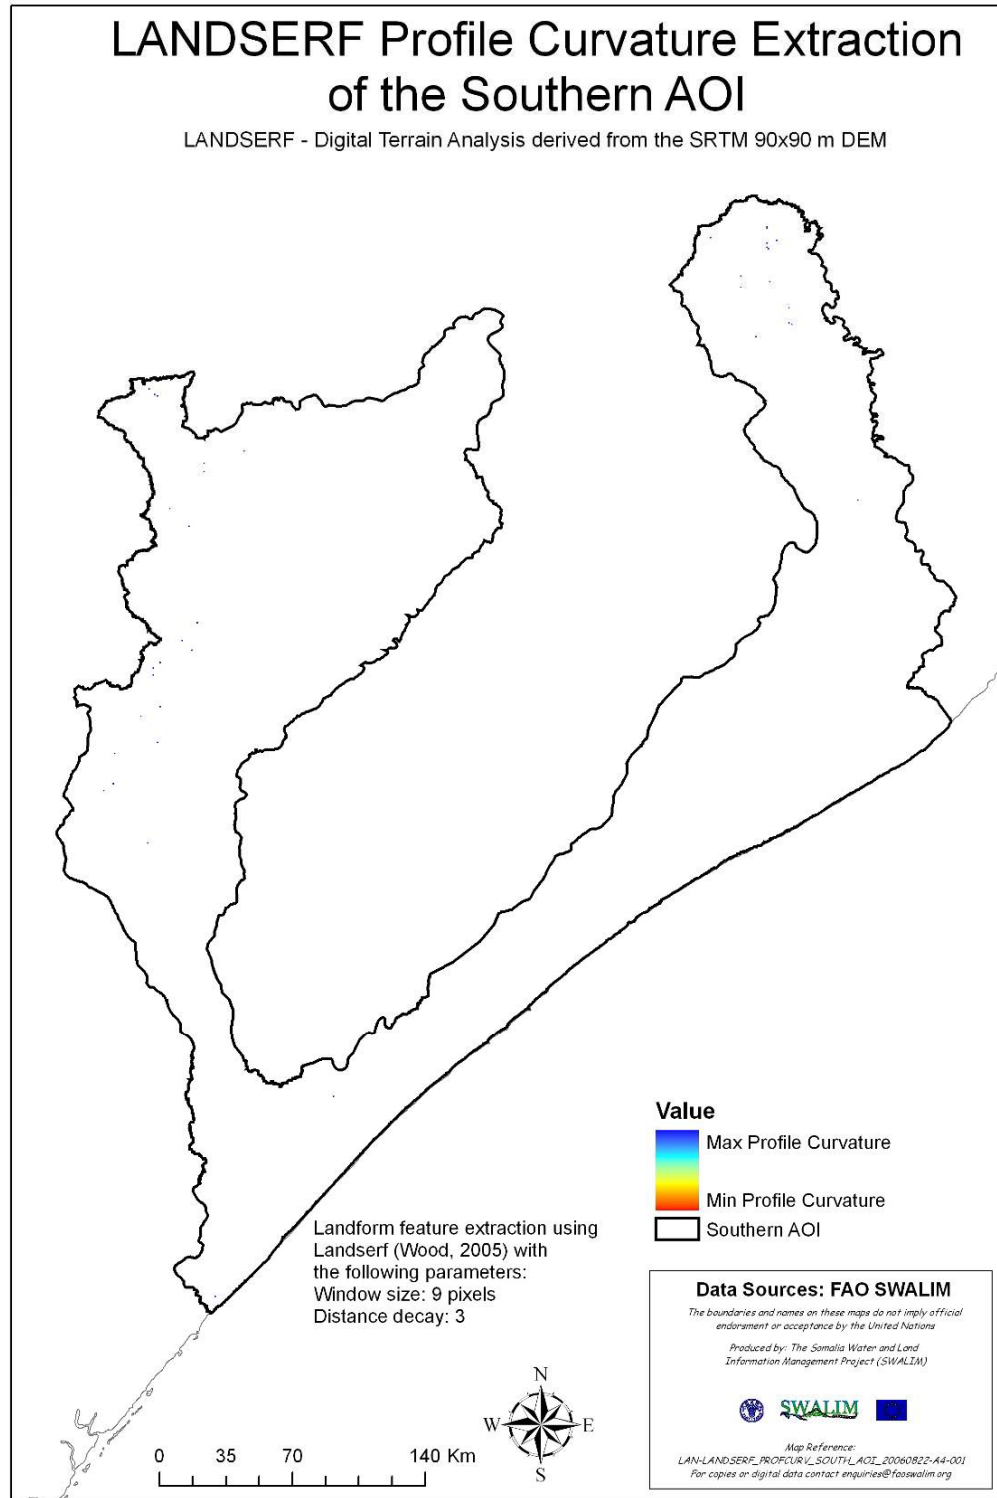 LANDSERF Profile Curvature Extraction
of the Southern AOI
LANDSERF - Digital Terrain Analysis derived from the SRTM 90x90 m DEM
Value
Max Profile Curvature
Min Profile Curvature
Southern AOI
Landform feature extraction using
Landserf (Wood, 2005) with
the following parameters:
Window size: 9 pixels
Distance decay: 3
Data Sources: FAO SWALIM
The boundaries and names on these maps do not imply official
endorsment or acceptance by the United Nations
Produced by: The Somalia Water and Land
Information Management Project (SWALIM)
SWALIM
Map Reference:
LAN-LANDSERF_PROFCURV_SOUTH_AOI_20060822-A4-001
For copies or digital data contact enquiries@faoswalim.org
N
W E
S
0 35 70 140 Km